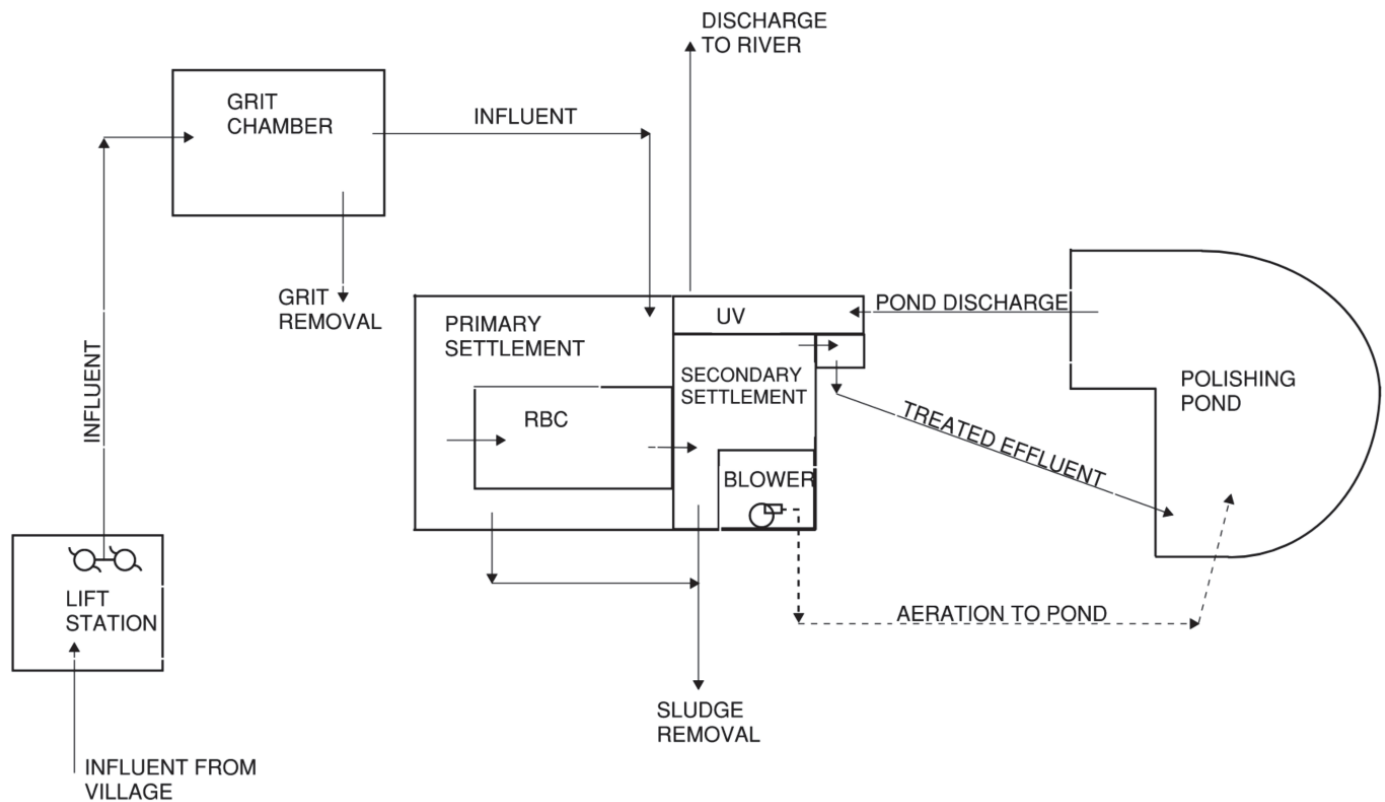 DISCHARGE
TO RIVER
GRIT
CHAMBER
INFLUENT
GRIT
REMOVAL
INFLUENT
PRIMARY
SETTLEMENT
UV
POND DISCHARGE
SECONDARY
SETTLEMENT
RBC
POLISHING
POND
TREATED EFFLUENT
BLOWER
LIFT
STATION
AERATION TO POND
SLUDGE
REMOVAL
INFLUENT FROM
VILLAGE